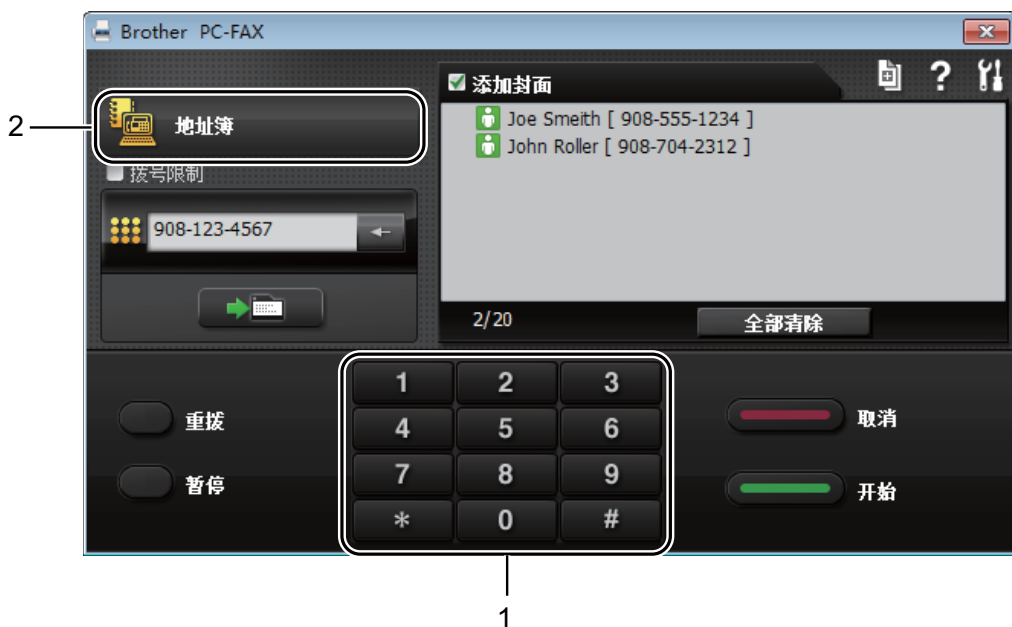 Brother PC-FAX
2
地址簿
拨号限制
908-123-4567
添加封面
?
Joe Smeith [ 908-555-1234 ]
John Roller [ 908-704-2312 ]
2/20
全部清除
重拨
暂停
1 2 3
4 5 6
7 8 9
* 0 #
取消
开始
1